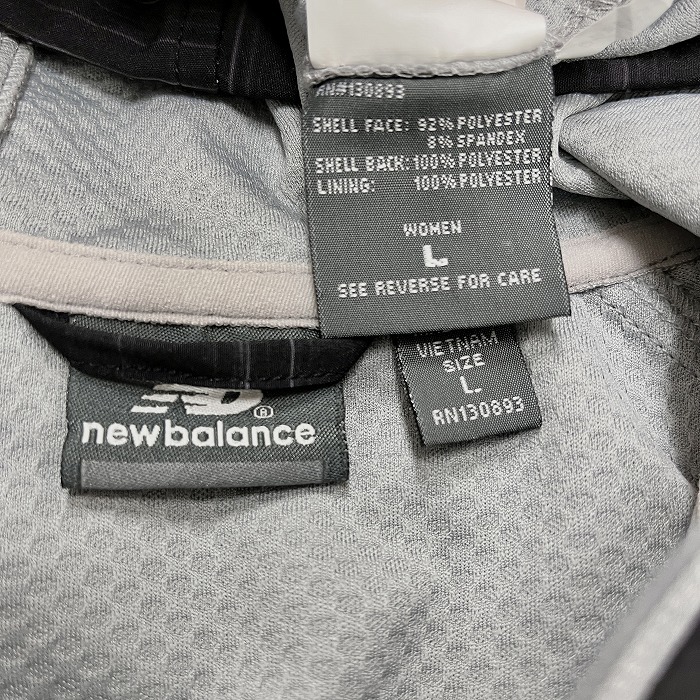 RN#130893
SHELL FACE: 92% POLYESTER
8% SPANDEX
SHELL BACK: 100% POLYESTER
LINING: 100% POLYESTER
WOMEN
L
SEE REVERSE FOR CARE
VIETNAM
SIZE
L
RN130893
NB ®
newbalance